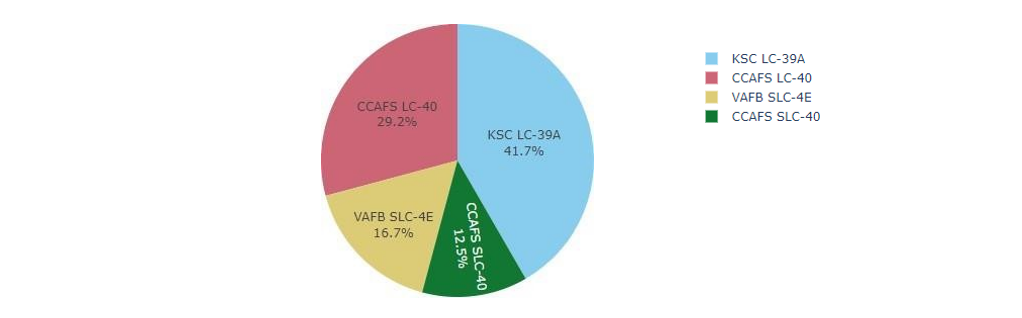 CCAFS LC-40
29.2%
KSC LC-39A
41.7%
VAFB SLC-4E
16.7%
CCAFS SLC-40
12.5%
KSC LC-39A
CCAFS LC-40
VAFB SLC-4E
CCAFS SLC-40